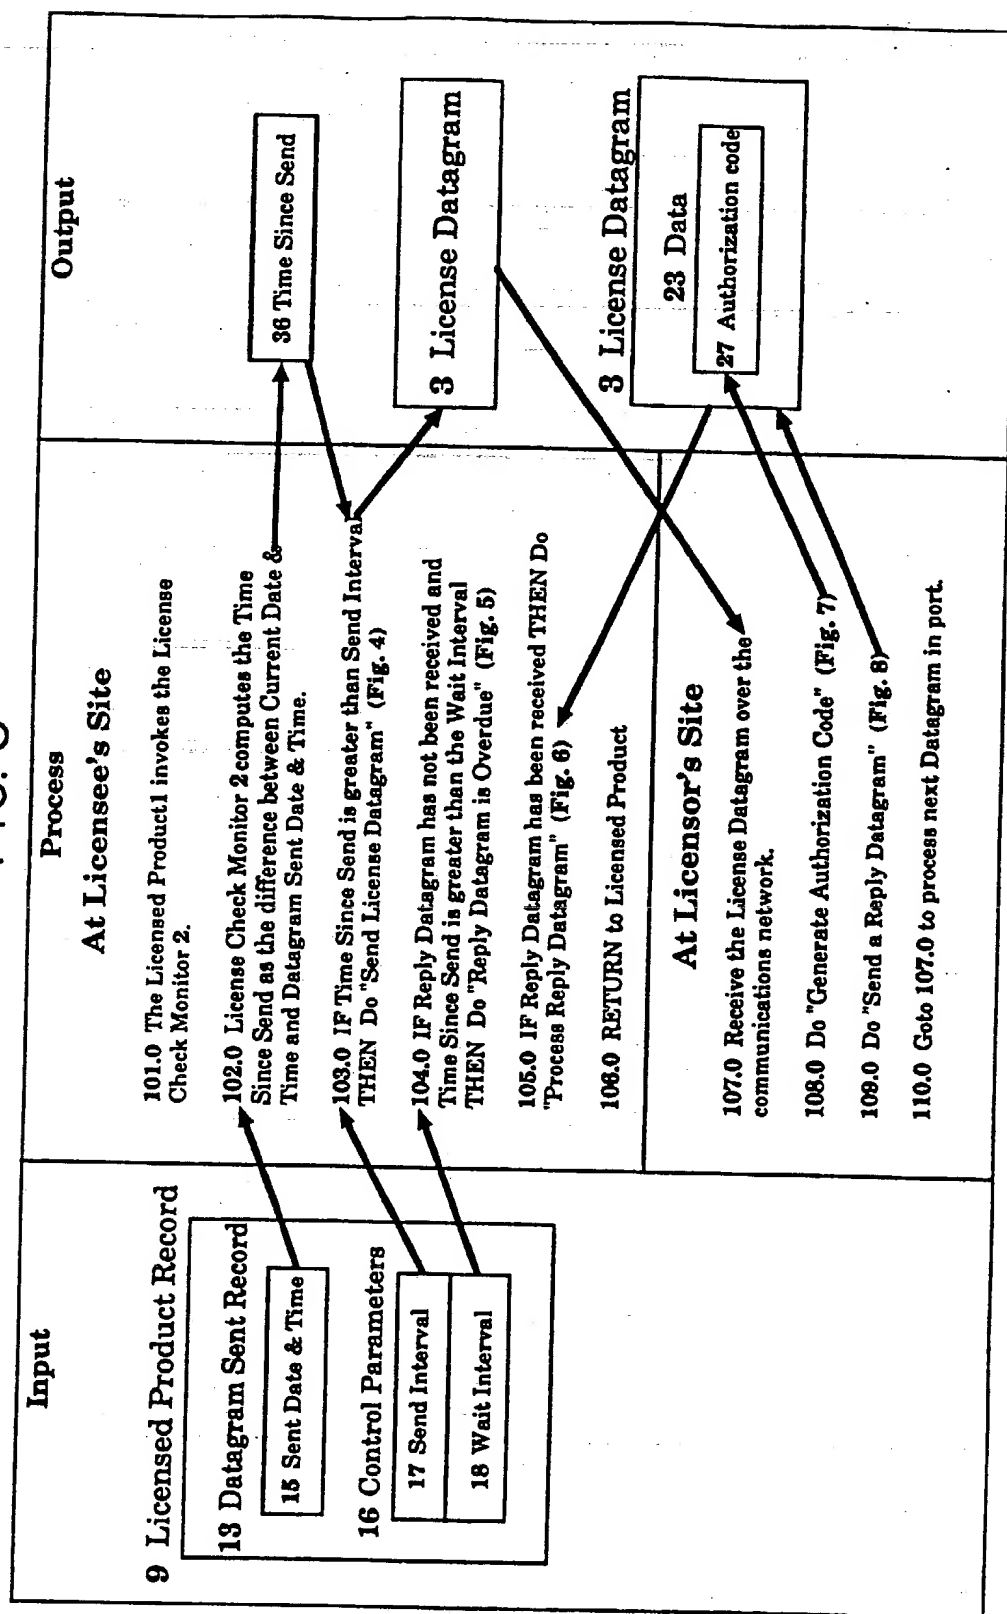 Input
9 Licensed Product Record
13 Datagram Sent Record
15 Sent Date & Time
16 Control Parameters
17 Send Interval
18 Wait Interval
Process
At Licensee's Site
101.0 The Licensed Product1 invokes the License
Check Monitor 2.
102.0 License Check Monitor 2 computes the Time
Since Send as the difference between Current Date &
Time and Datagram Sent Date & Time.
103.0 IF Time Since Send is greater than Send Interval
THEN Do "Send License Datagram" (Fig. 4)
104.0 IF Reply Datagram has not been received and
Time Since Send is greater than the Wait Interval
THEN Do "Reply Datagram is Overdue" (Fig. 5)
105.0 IF Reply Datagram has been received THEN Do
"Process Reply Datagram" (Fig. 6)
106.0 RETURN to Licensed Product
At Licensor's Site
107.0 Receive the License Datagram over the
communications network.
108.0 Do "Generate Authorization Code" (Fig. 7)
109.0 Do "Send a Reply Datagram" (Fig. 8)
110.0 Goto 107.0 to process next Datagram in port.
Output
36 Time Since Send
3 License Datagram
3 License Datagram
23 Data
27 Authorization code